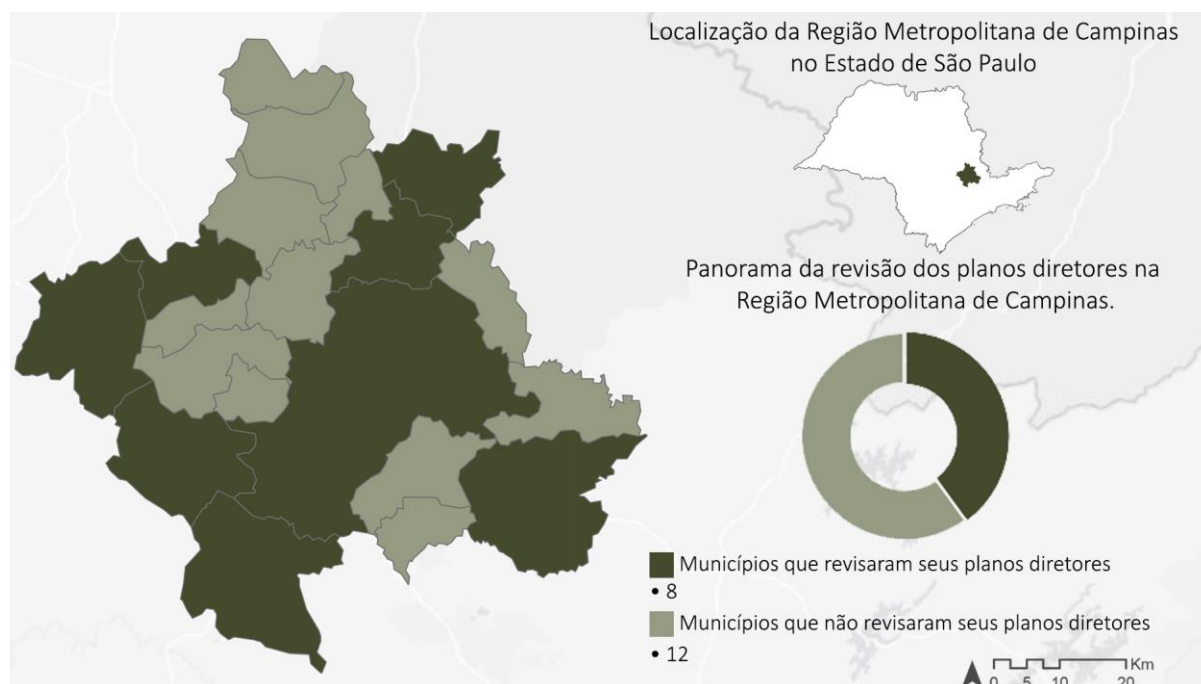 Localização da Região Metropolitana de Campinas
no Estado de São Paulo
Panorama da revisão dos planos diretores na
Região Metropolitana de Campinas.
Municípios que revisaram seus planos diretores
• 8
Municípios que não revisaram seus planos diretores
• 12
Km
0 5 10 20